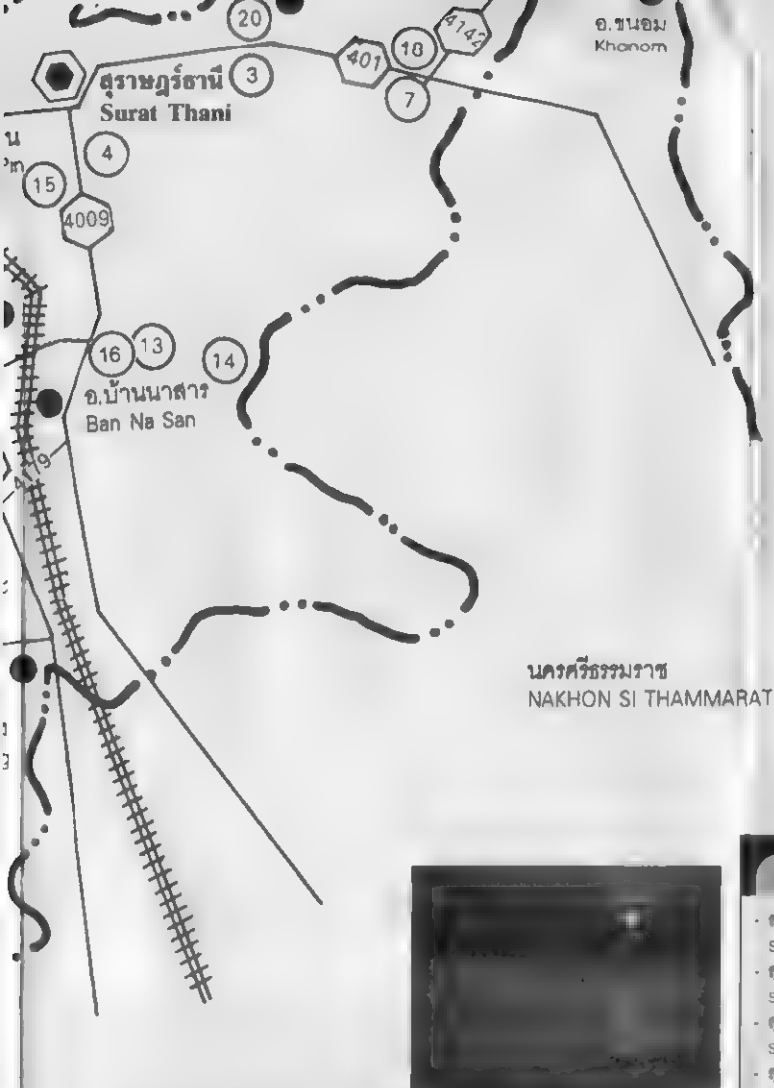 20
อ.ขนอม
Khanom
4142
18
401
3
7
สุราษฎร์ธานี
Surat Thani
4
15
4009
16
13
14
อ.บ้านนาสาร
Ban Na San
นครศรีธรรมราช
NAKHON SI THAMMARAT